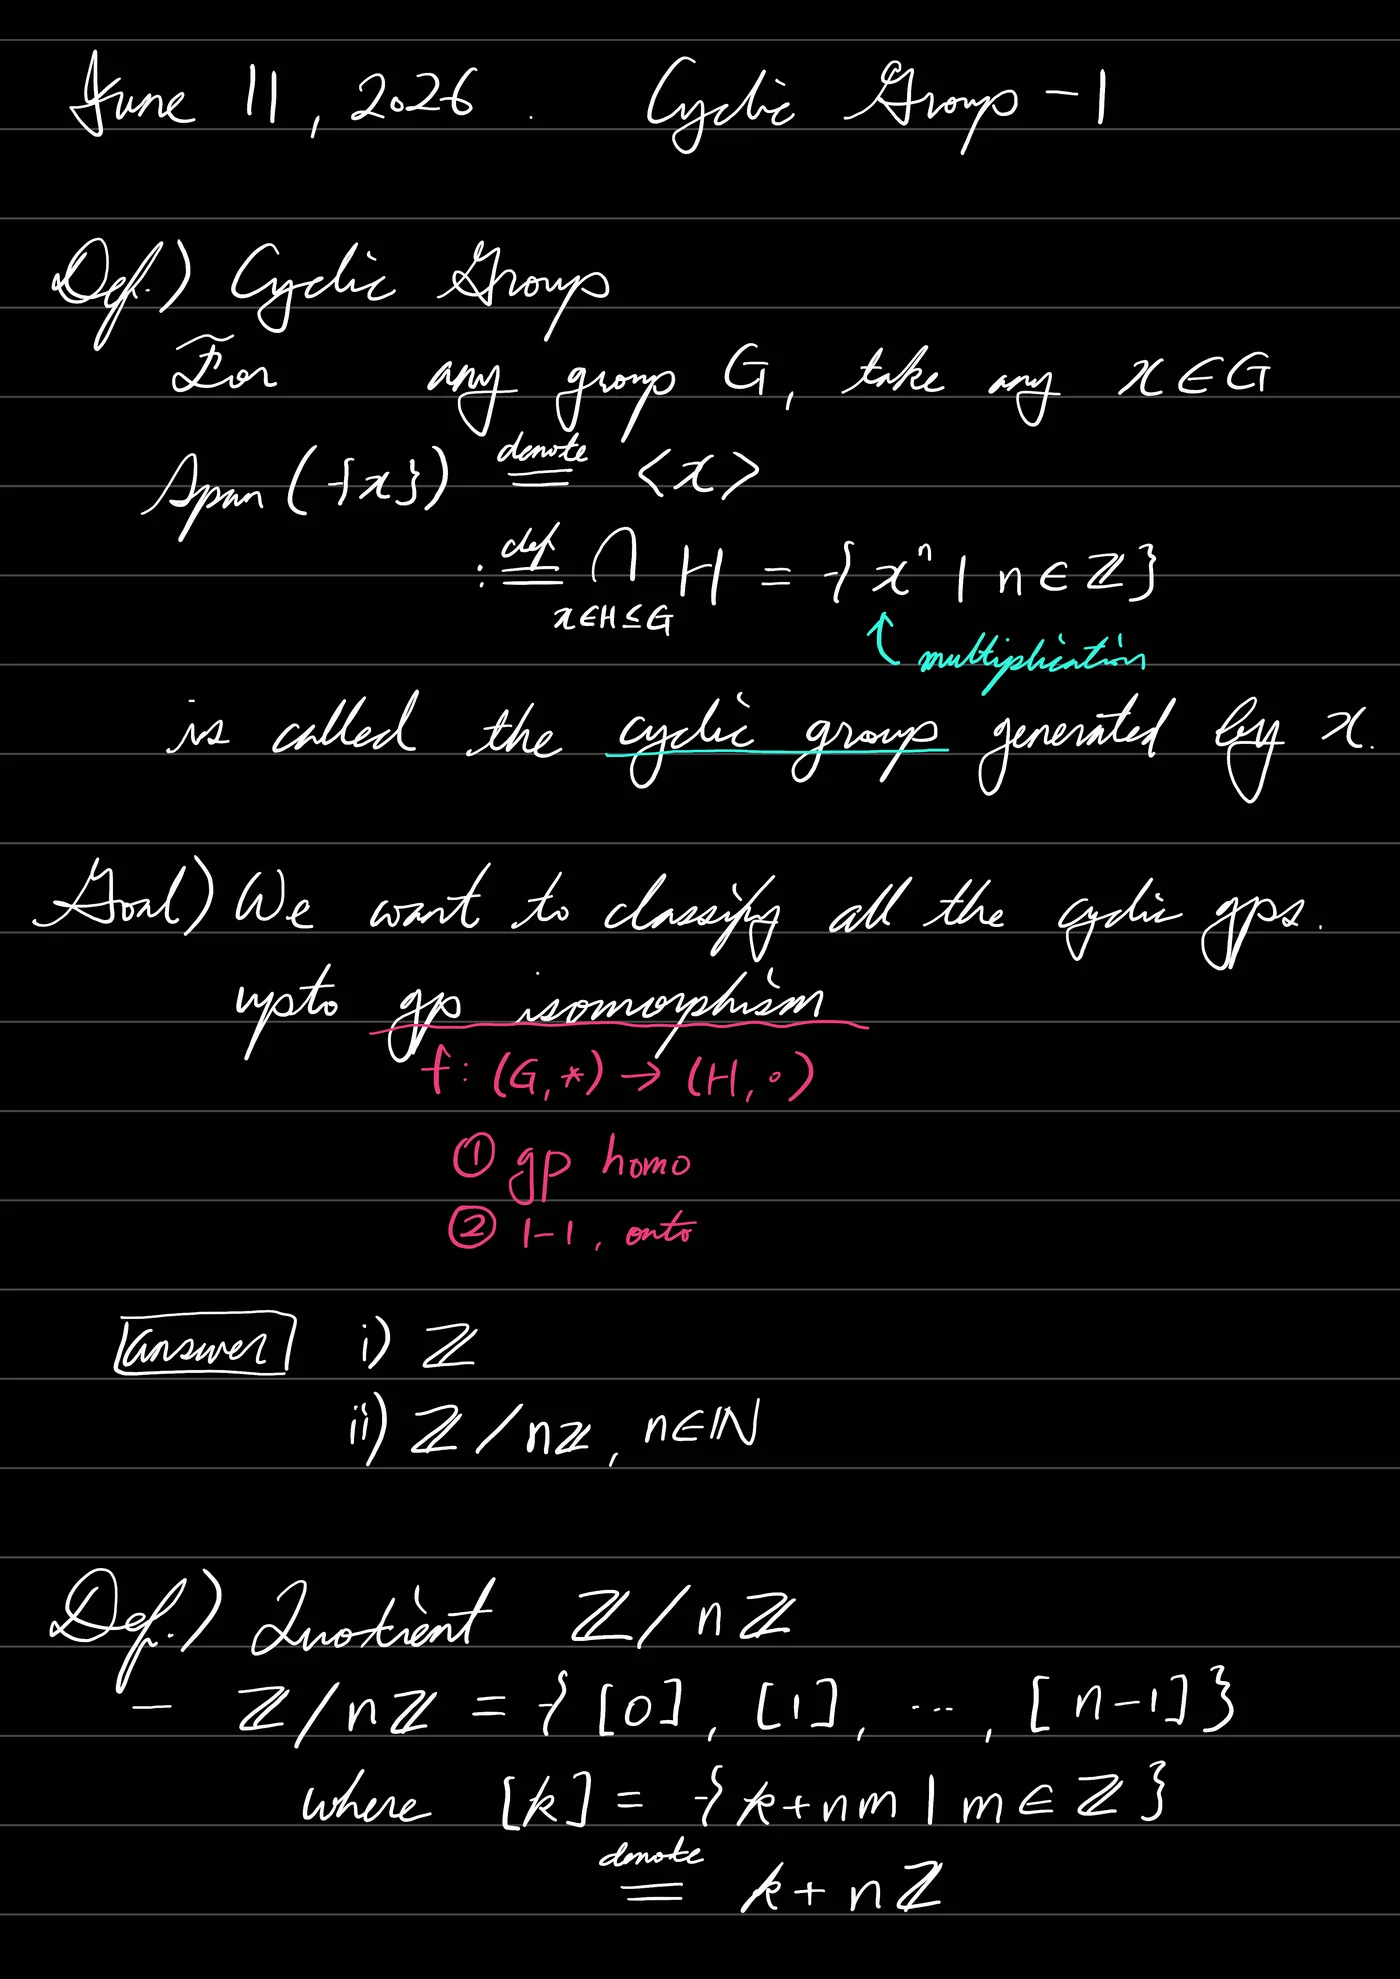 June 11, 2026. Cyclic Group - 1
Def.) Cyclic Group
For any group G, take any x∈G
Span({x}) denote = <x>
:def= ⋂ H = {xⁿ | n∈ℤ}
x∈H≤G
multiplication
is called the cyclic group generated by x.
Goal) We want to classify all the cyclic gps.
upto gp isomorphism
f: (G, *) → (H, ∘)
① gp homo
② 1-1, onto
answer i) ℤ
ii) ℤ/nℤ, n∈ℕ
Def.) Quotient ℤ/nℤ
- ℤ/nℤ = {[0], [1], ..., [n-1]}
where [k] = {k+nm | m∈ℤ}
denote = k+nℤ